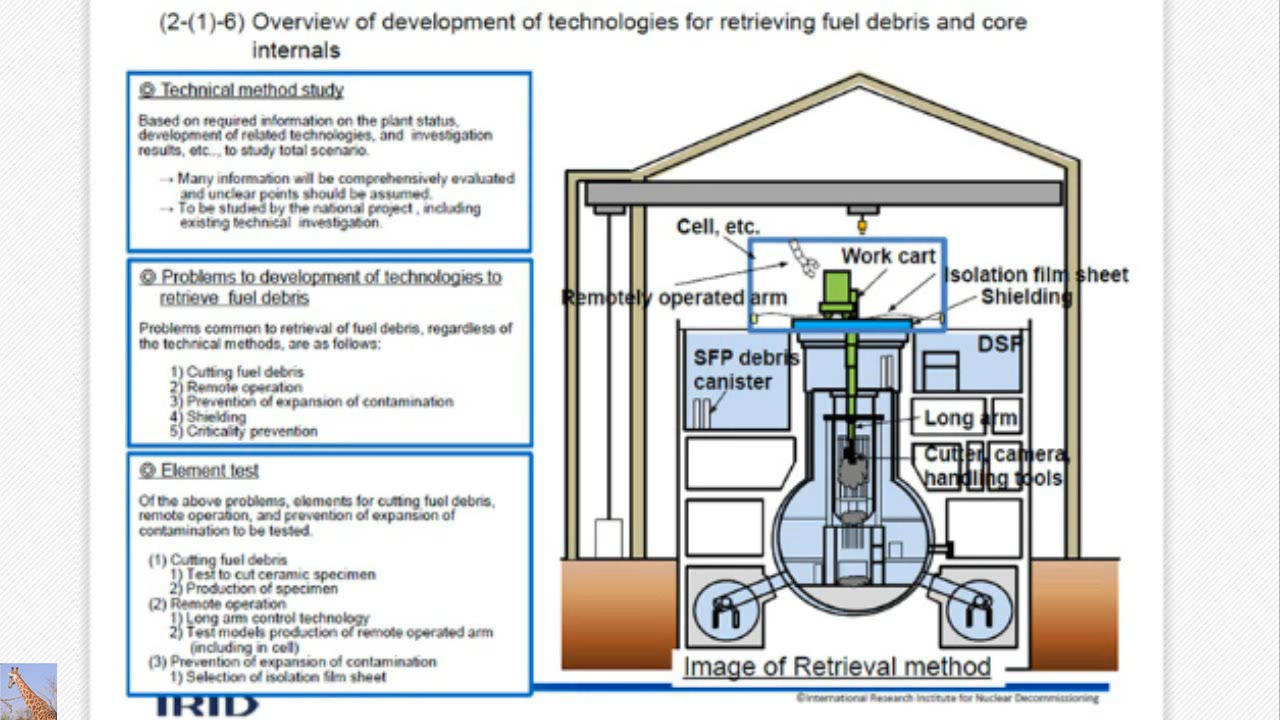 (2-(1)-6) Overview of development of technologies for retrieving fuel debris and core
internals
◎ Technical method study
Based on required information on the plant status,
development of related technologies, and investigation
results, etc.., to study total scenario.
→ Many information will be comprehensively evaluated
and unclear points should be assumed.
→ To be studied by the national project , including
existing technical investigation.
◎ Problems to development of technologies to
retrieve fuel debris
Problems common to retrieval of fuel debris, regardless of
the technical methods, are as follows:
1) Cutting fuel debris
2) Remote operation
3) Prevention of expansion of contamination
4) Shielding
5) Criticality prevention
◎ Element test
Of the above problems, elements for cutting fuel debris,
remote operation, and prevention of expansion of
contamination to be tested.
(1) Cutting fuel debris
1) Test to cut ceramic specimen
2) Production of specimen
(2) Remote operation
1) Long arm control technology
2) Test models production of remote operated arm
(including in cell)
(3) Prevention of expansion of contamination
1) Selection of isolation film sheet
Cell, etc.
Work cart
Isolation film sheet
Remotely operated arm
Shielding
SFP debris
canister
DSP
Long arm
Cutter, camera,
handling tools
Image of Retrieval method
IRID
©International Research Institute for Nuclear Decommissioning